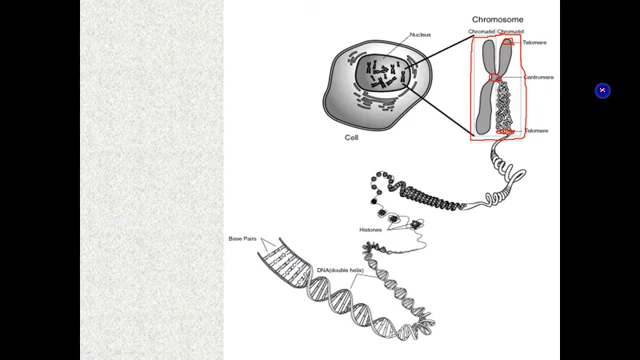 Chromosome
Chromatid Chromatid
Nucleus
Telomere
Centromere
Cell
Telomere
Histones
Base Pairs
DNA(double helix)